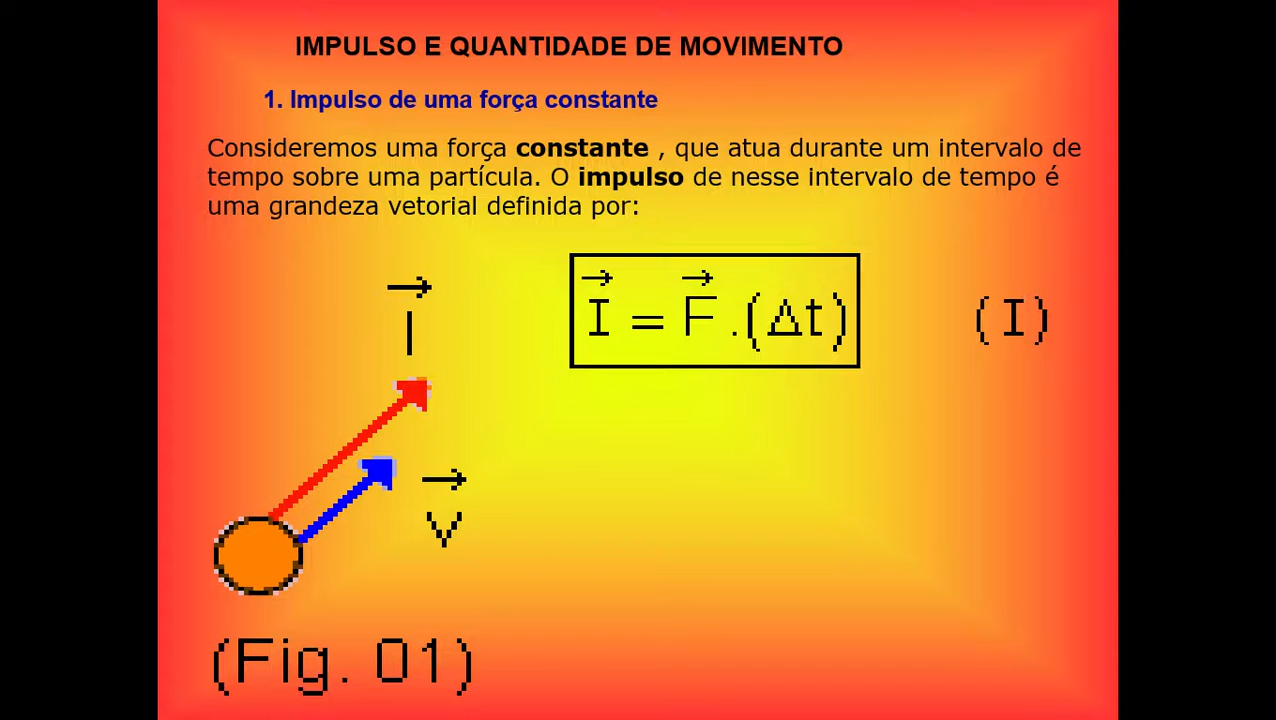 IMPULSO E QUANTIDADE DE MOVIMENTO
1. Impulso de uma força constante
Consideremos uma força constante , que atua durante um intervalo de
tempo sobre uma partícula. O impulso de nesse intervalo de tempo é
uma grandeza vetorial definida por:
→ → →
I I = F .(Δt) (I)
→
v
(Fig. 01)